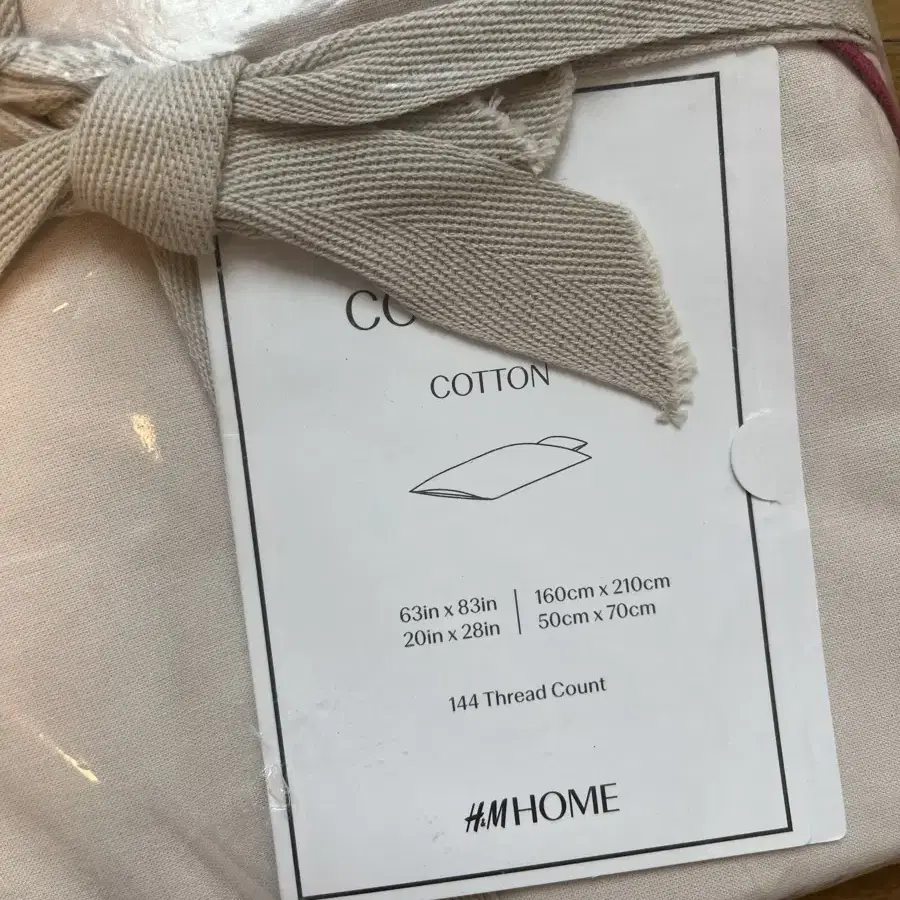 COTTON
63in x 83in | 160cm x 210cm
20in x 28in | 50cm x 70cm
144 Thread Count
H&M HOME